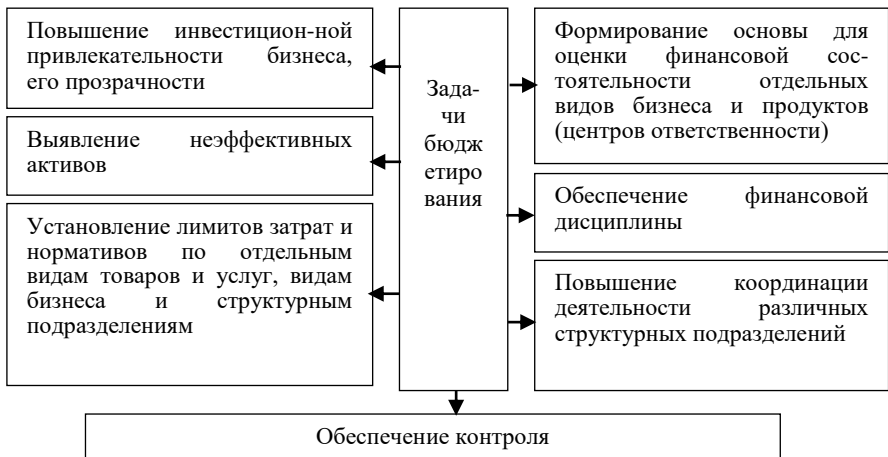 Повышение инвестицион-ной
привлекательности бизнеса,
его прозрачности
Выявление неэффективных
активов
Установление лимитов затрат и
нормативов по отдельным
видам товаров и услуг, видам
бизнеса и структурным
подразделениям
Зада-
чи
бюдж
етиро
вания
Формирование основы для
оценки финансовой сос-
тоятельности отдельных
видов бизнеса и продуктов
(центров ответственности)
Обеспечение финансовой
дисциплины
Повышение координации
деятельности различных
структурных подразделений
Обеспечение контроля